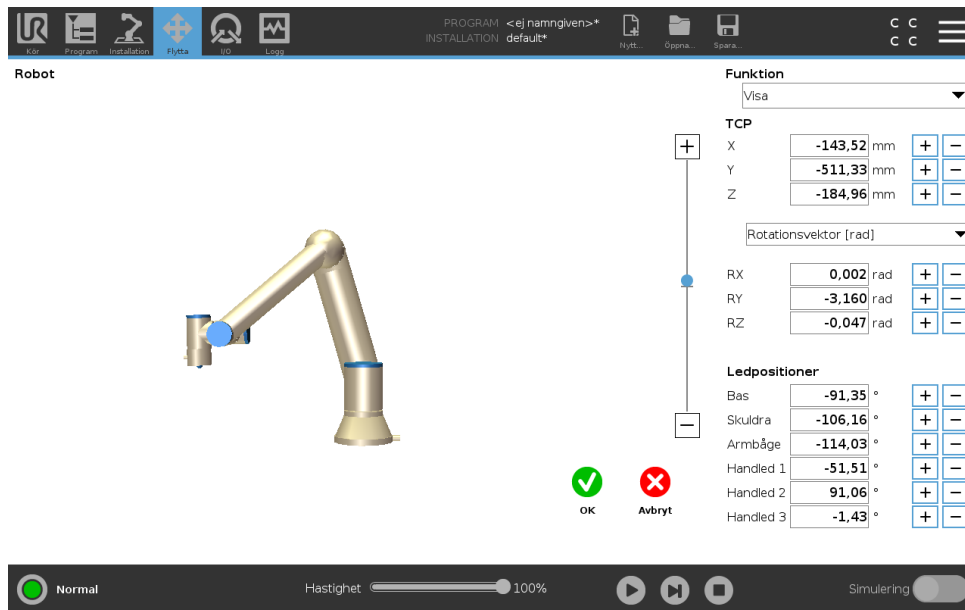 PROGRAM <ej namngiven>*
INSTALLATION default*
Kör Program Installation Flytta I/O Logg Nytt... Öppna... Spara...
C C
C C
Robot
Funktion
Visa
TCP
X -143,52 mm + −
Y -511,33 mm + −
Z -184,96 mm + −
Rotationsvektor [rad]
RX 0,002 rad + −
RY -3,160 rad + −
RZ -0,047 rad + −
Ledpositioner
Bas -91,35 ° + −
Skuldra -106,16 ° + −
Armbåge -114,03 ° + −
Handled 1 -51,51 ° + −
Handled 2 91,06 ° + −
Handled 3 -1,43 ° + −
OK Avbryt
Normal Hastighet 100% Simulering